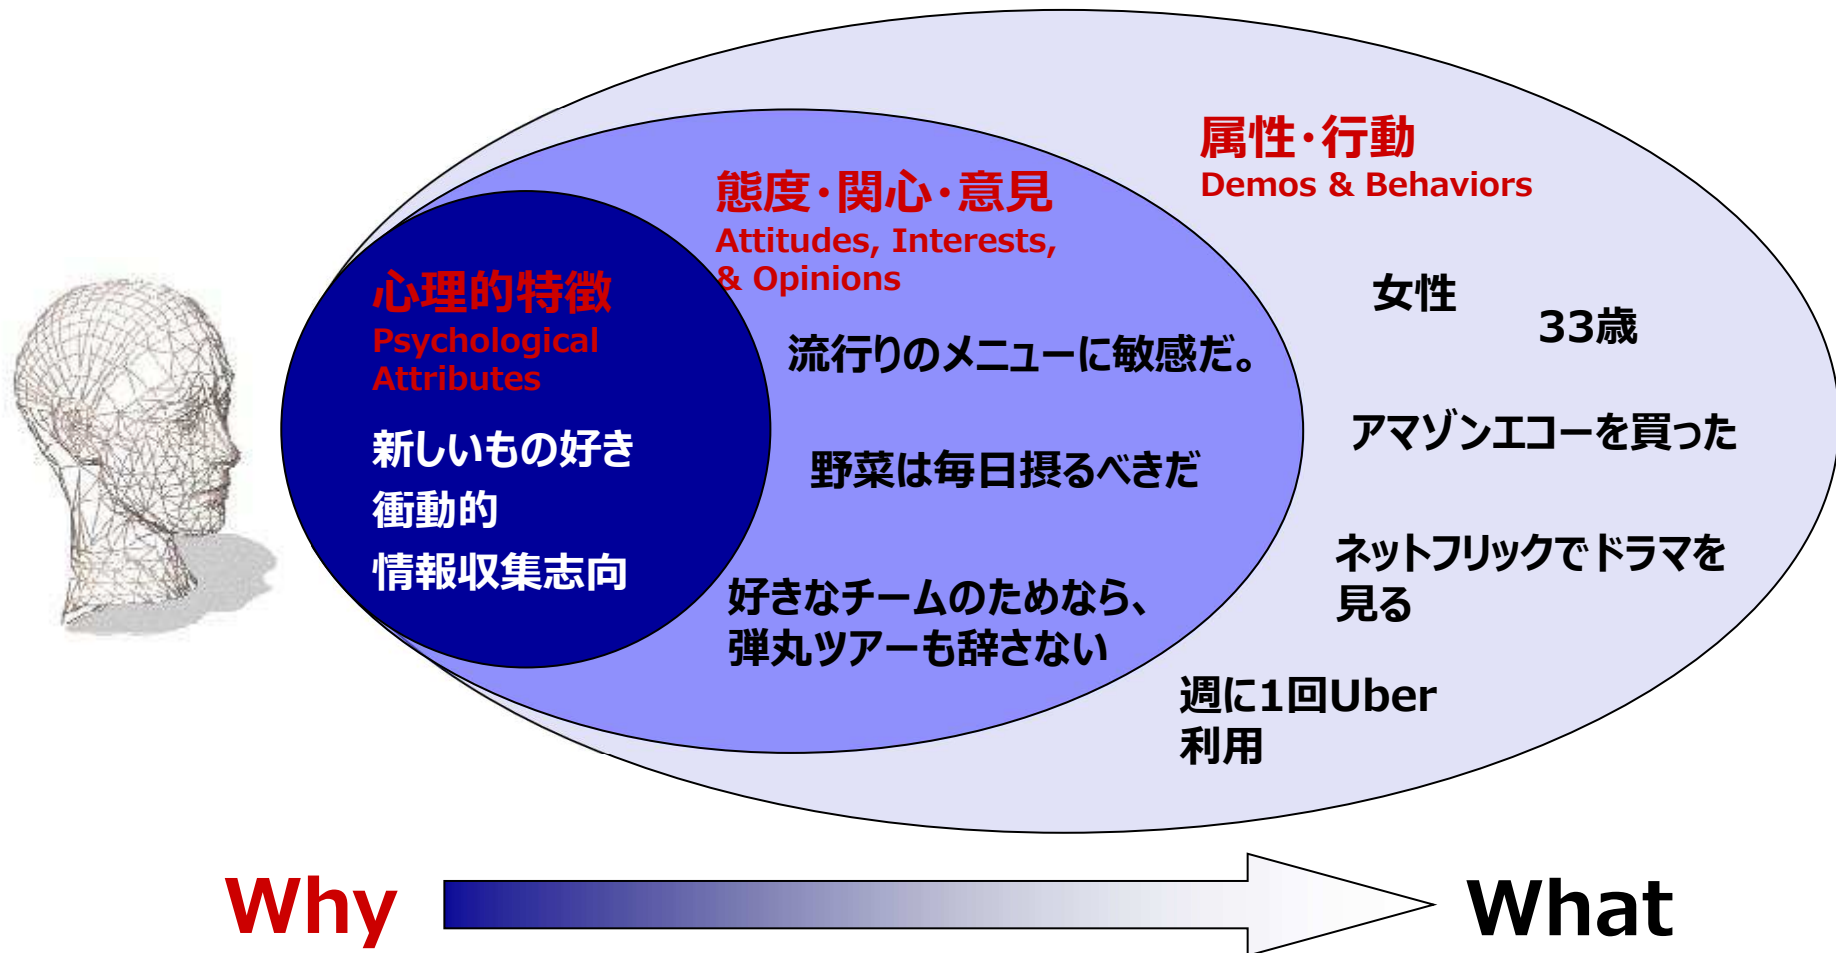 心理的特徴
Psychological
Attributes
新しいもの好き
衝動的
情報収集志向
態度・関心・意見
Attitudes, Interests,
& Opinions
流行りのメニューに敏感だ。
野菜は毎日摂るべきだ
好きなチームのためなら、
弾丸ツアーも辞さない
属性・行動
Demos & Behaviors
女性
33歳
アマゾンエコーを買った
ネットフリックでドラマを
見る
週に1回Uber
利用
Why
What